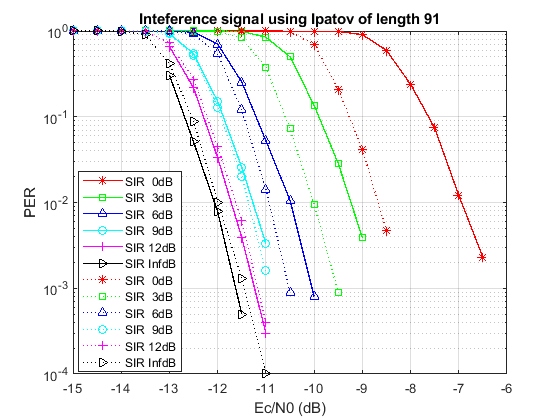 Inteference signal using Ipatov of length 91
10^0
10^-1
10^-2
10^-3
10^-4
PER
SIR 0dB
SIR 3dB
SIR 6dB
SIR 9dB
SIR 12dB
SIR InfdB
SIR 0dB
SIR 3dB
SIR 6dB
SIR 9dB
SIR 12dB
SIR InfdB
-15 -14 -13 -12 -11 -10 -9 -8 -7 -6
Ec/N0 (dB)